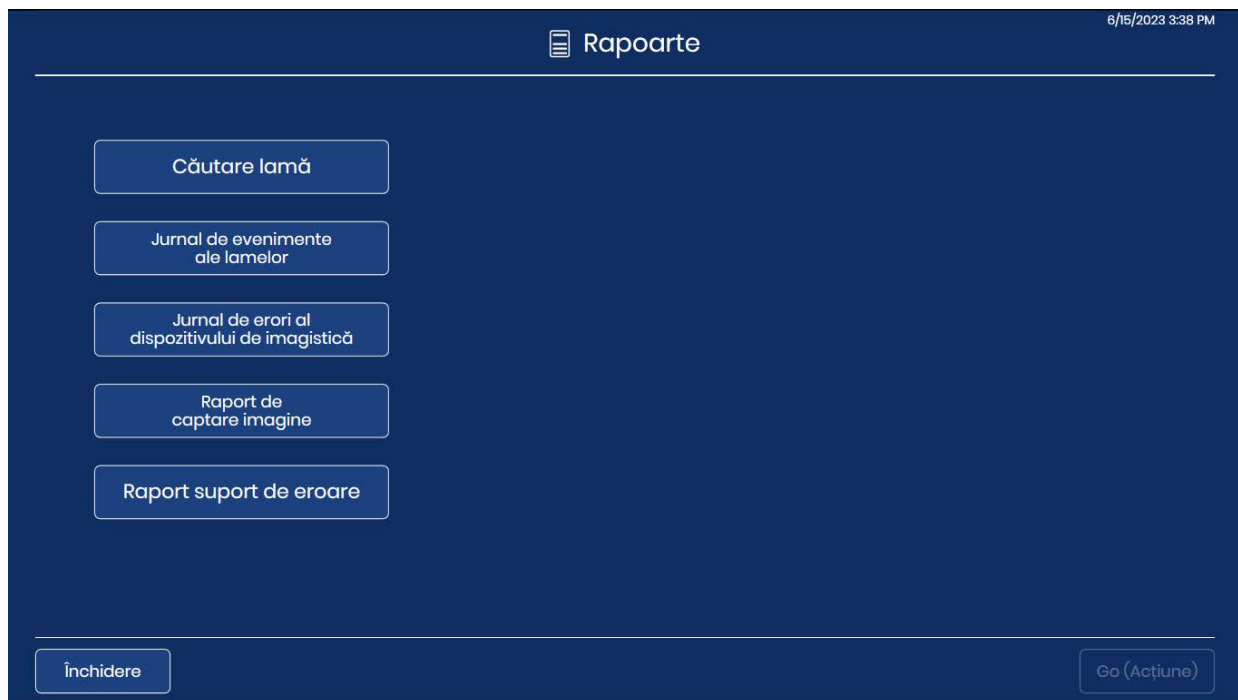 6/15/2023 3:38 PM
Rapoarte
Căutare lamă
Jurnal de evenimente
ale lamelor
Jurnal de erori al
dispozitivului de imagistică
Raport de
captare imagine
Raport suport de eroare
Închidere
Go (Acțiune)